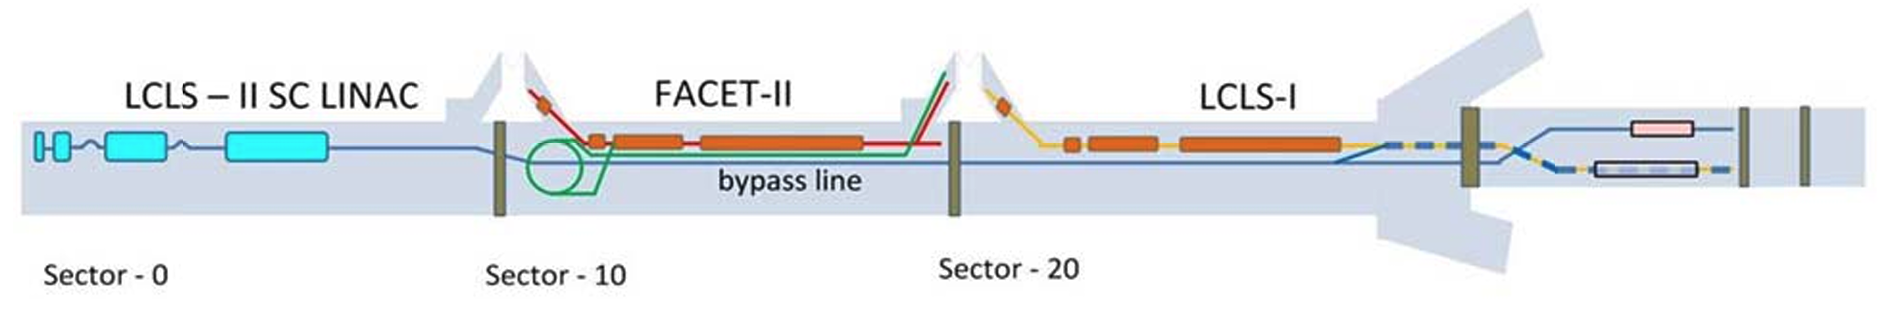 LCLS – II SC LINAC
FACET-II
LCLS-I
bypass line
Sector - 0
Sector - 10
Sector - 20